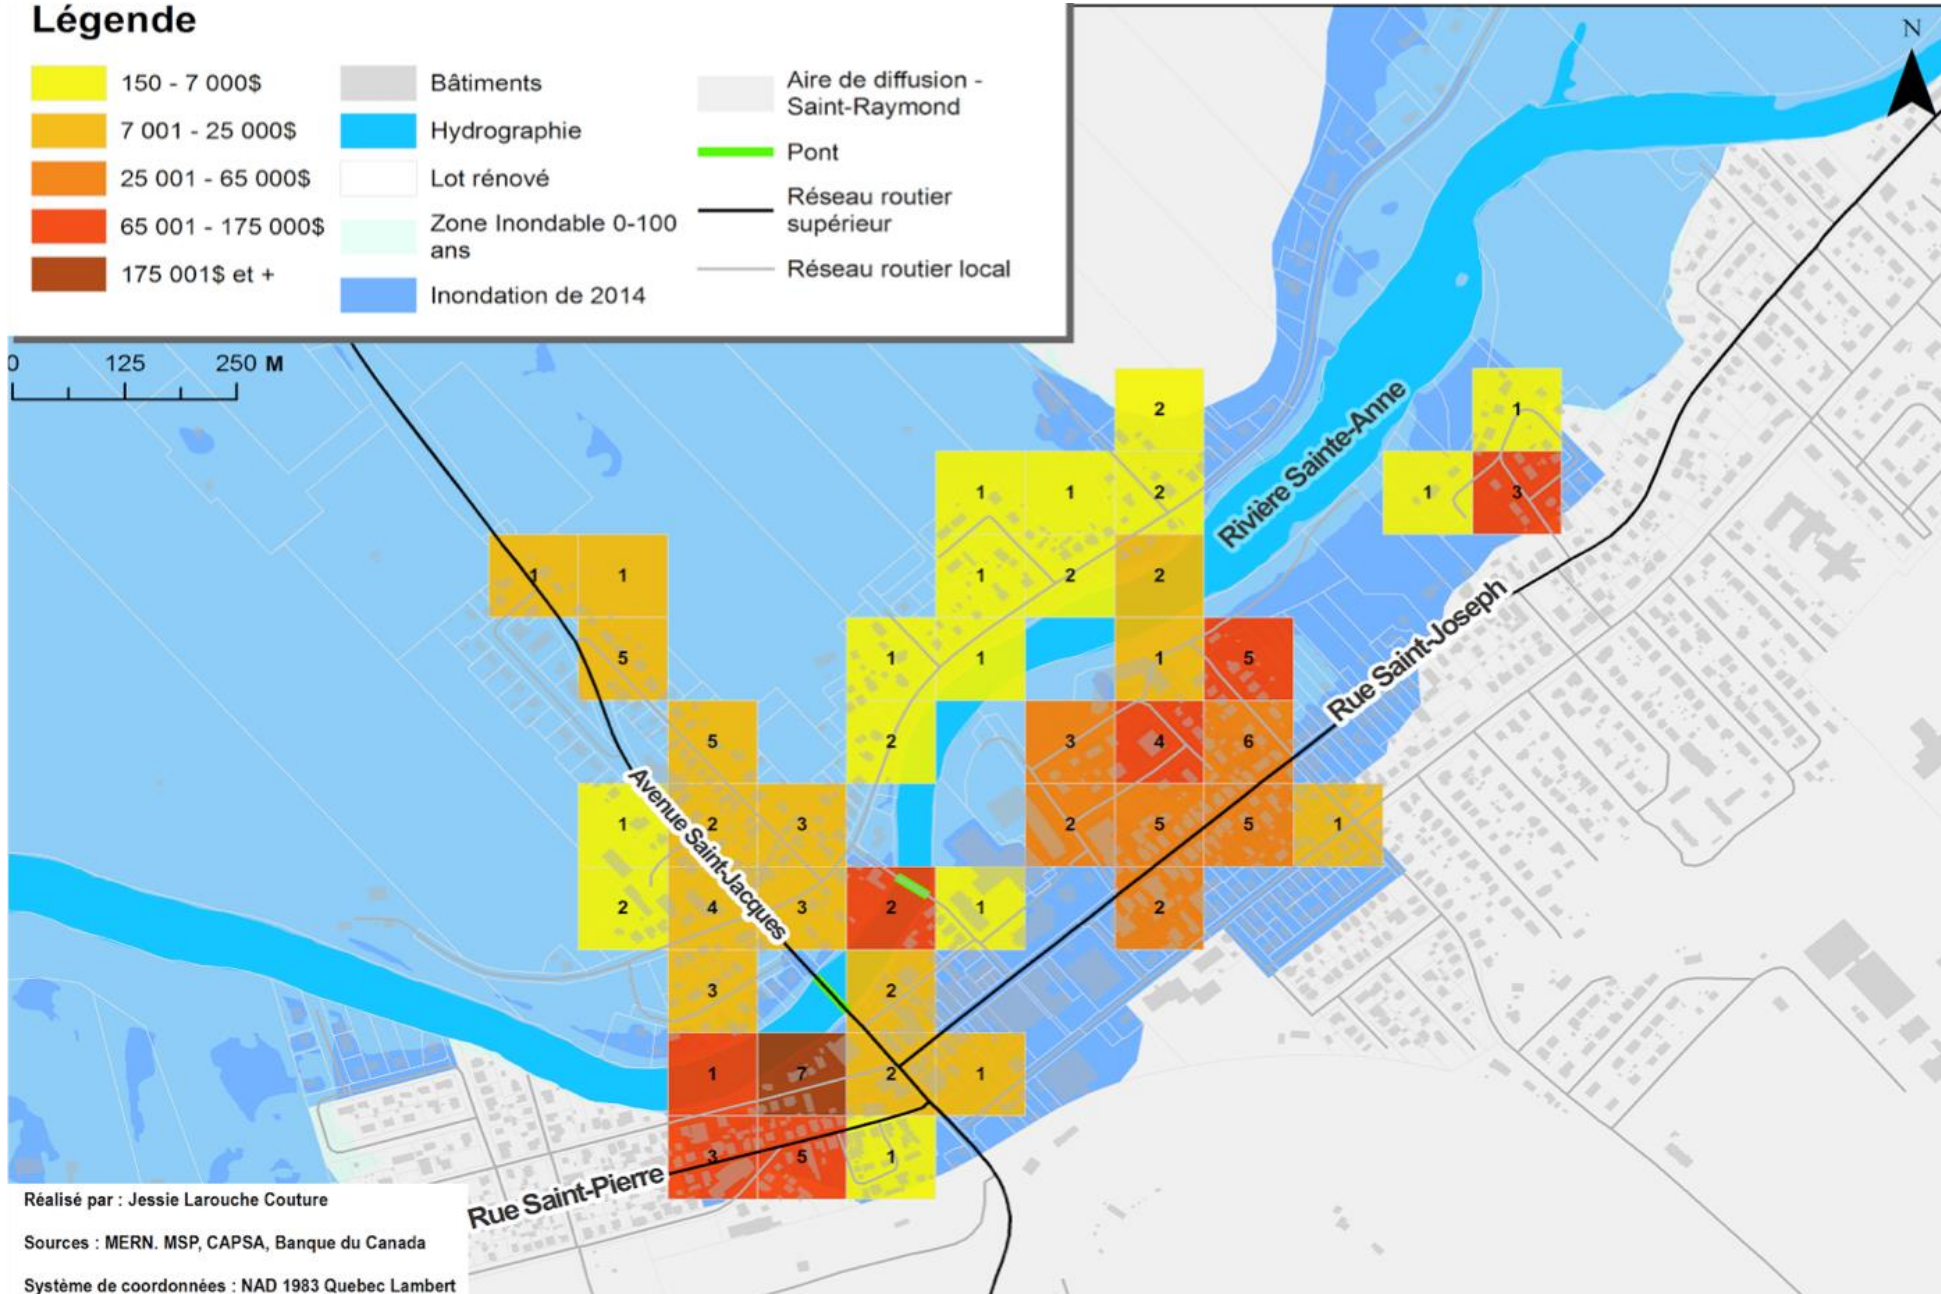 Légende
150 - 7 000$
7 001 - 25 000$
25 001 - 65 000$
65 001 - 175 000$
175 001$ et +
Bâtiments
Hydrographie
Lot rénové
Zone Inondable 0-100
ans
Inondation de 2014
Aire de diffusion -
Saint-Raymond
Pont
Réseau routier
supérieur
Réseau routier local
N
0 125 250 M
2 1
1 1 2 1 3
Rivière Sainte-Anne
1 1 1 2 2
5 1 1 1 5
Rue Saint-Joseph
5 2 3 4 6
Avenue Saint-Jacques
1 2 3 2 5 5 1
2 4 3 2 1 2
3 2
1 7 2 1
3 5 1
Rue Saint-Pierre
Réalisé par : Jessie Larouche Couture
Sources : MERN. MSP, CAPSA, Banque du Canada
Système de coordonnées : NAD 1983 Quebec Lambert